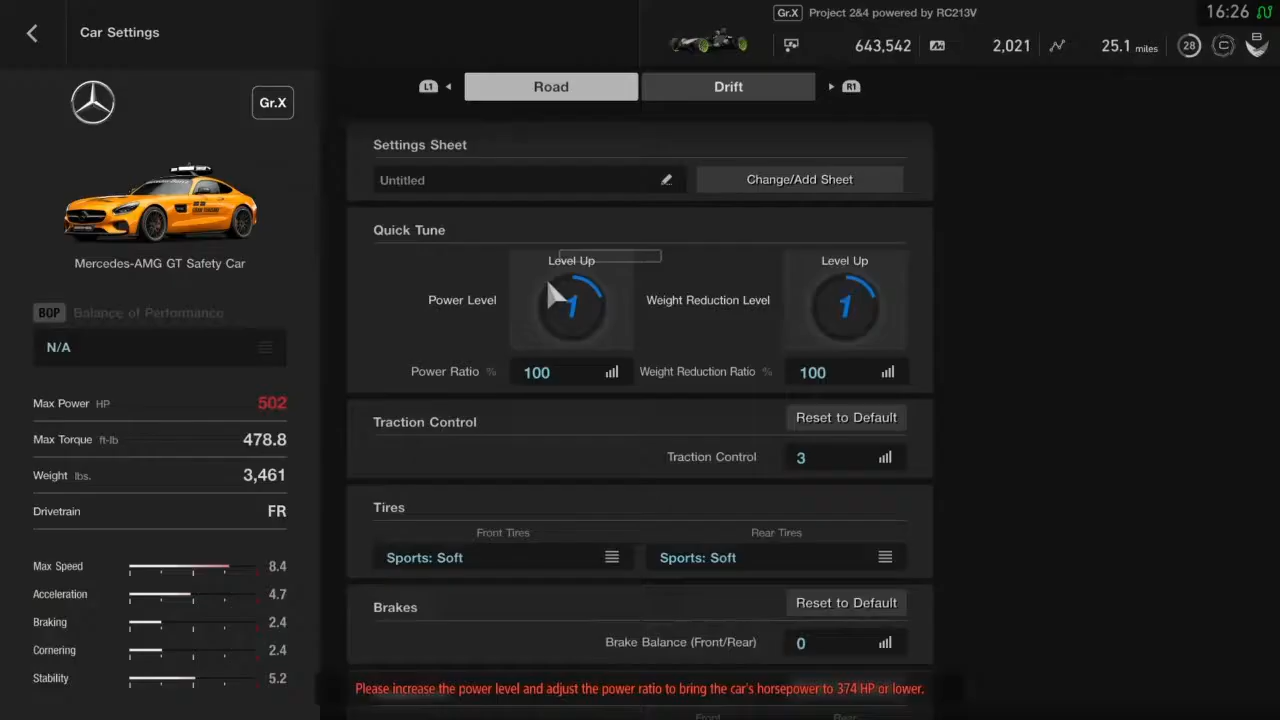 Car Settings
Gr.X Project 2&4 powered by RC213V
16:26
643,542
2,021
25.1 miles
28
C
L1
Road
Drift
R1
Gr.X
Mercedes-AMG GT Safety Car
BOP Balance of Performance
N/A
Max Power HP 502
Max Torque ft-lb 478.8
Weight lbs. 3,461
Drivetrain FR
Max Speed 8.4
Acceleration 4.7
Braking 2.4
Cornering 2.4
Stability 5.2
Settings Sheet
Untitled
Change/Add Sheet
Quick Tune
Level Up
Level Up
Power Level 1
Weight Reduction Level 1
Power Ratio % 100
Weight Reduction Ratio % 100
Traction Control
Reset to Default
Traction Control 3
Tires
Front Tires
Rear Tires
Sports: Soft
Sports: Soft
Brakes
Reset to Default
Brake Balance (Front/Rear) 0
Please increase the power level and adjust the power ratio to bring the car's horsepower to 374 HP or lower.
Front
Rear